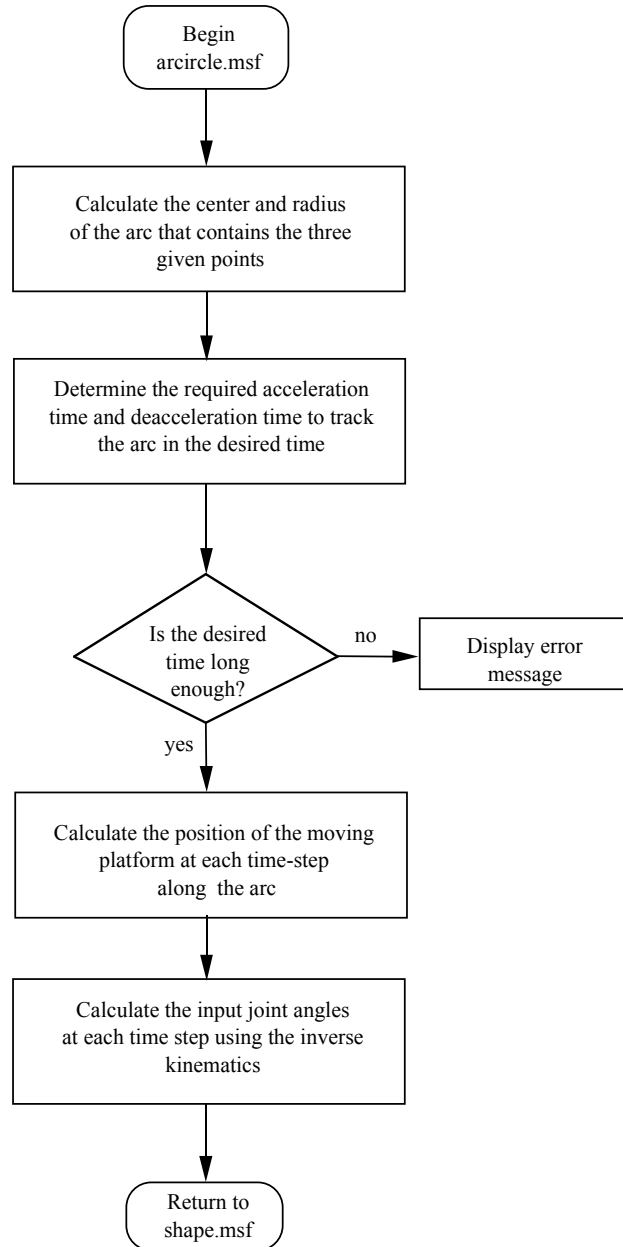 Begin
arcircle.msf
Calculate the center and radius
of the arc that contains the three
given points
Determine the required acceleration
time and deacceleration time to track
the arc in the desired time
Is the desired
time long
enough?
no
Display error
message
yes
Calculate the position of the moving
platform at each time-step
along the arc
Calculate the input joint angles
at each time step using the inverse
kinematics
Return to
shape.msf